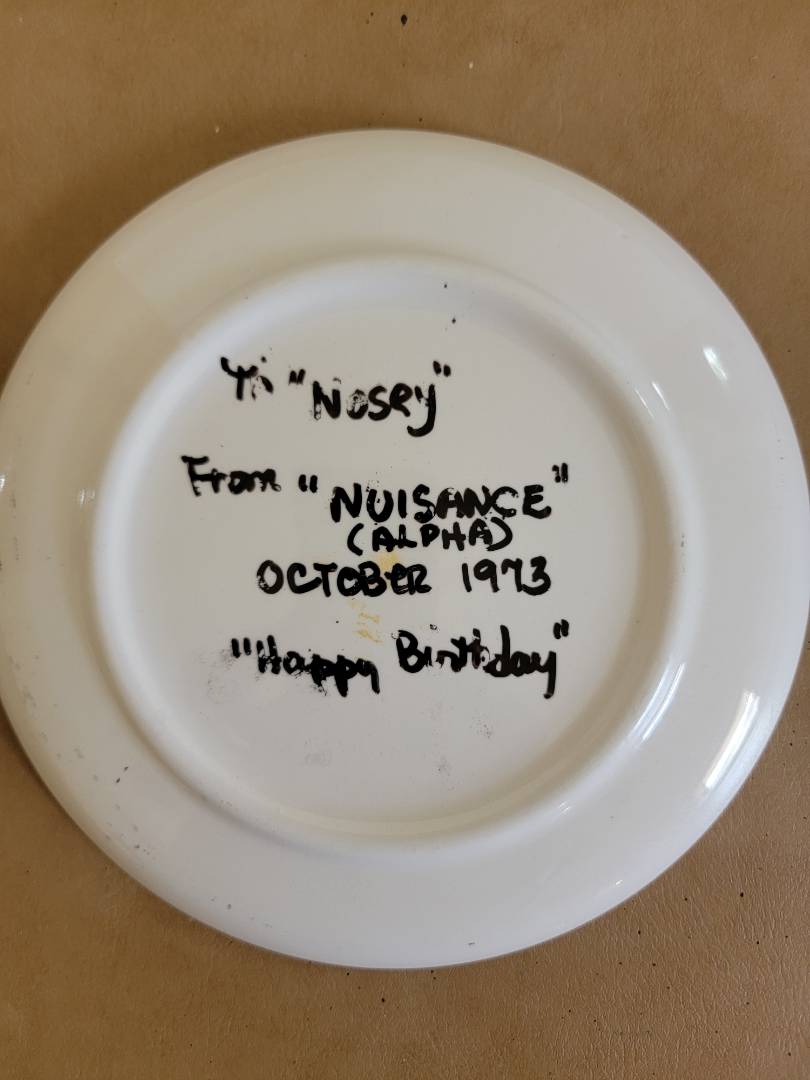 To "Nosey"
From "NUISANCE"
(ALPHA)
OCTOBER 1973
"Happy Birthday"